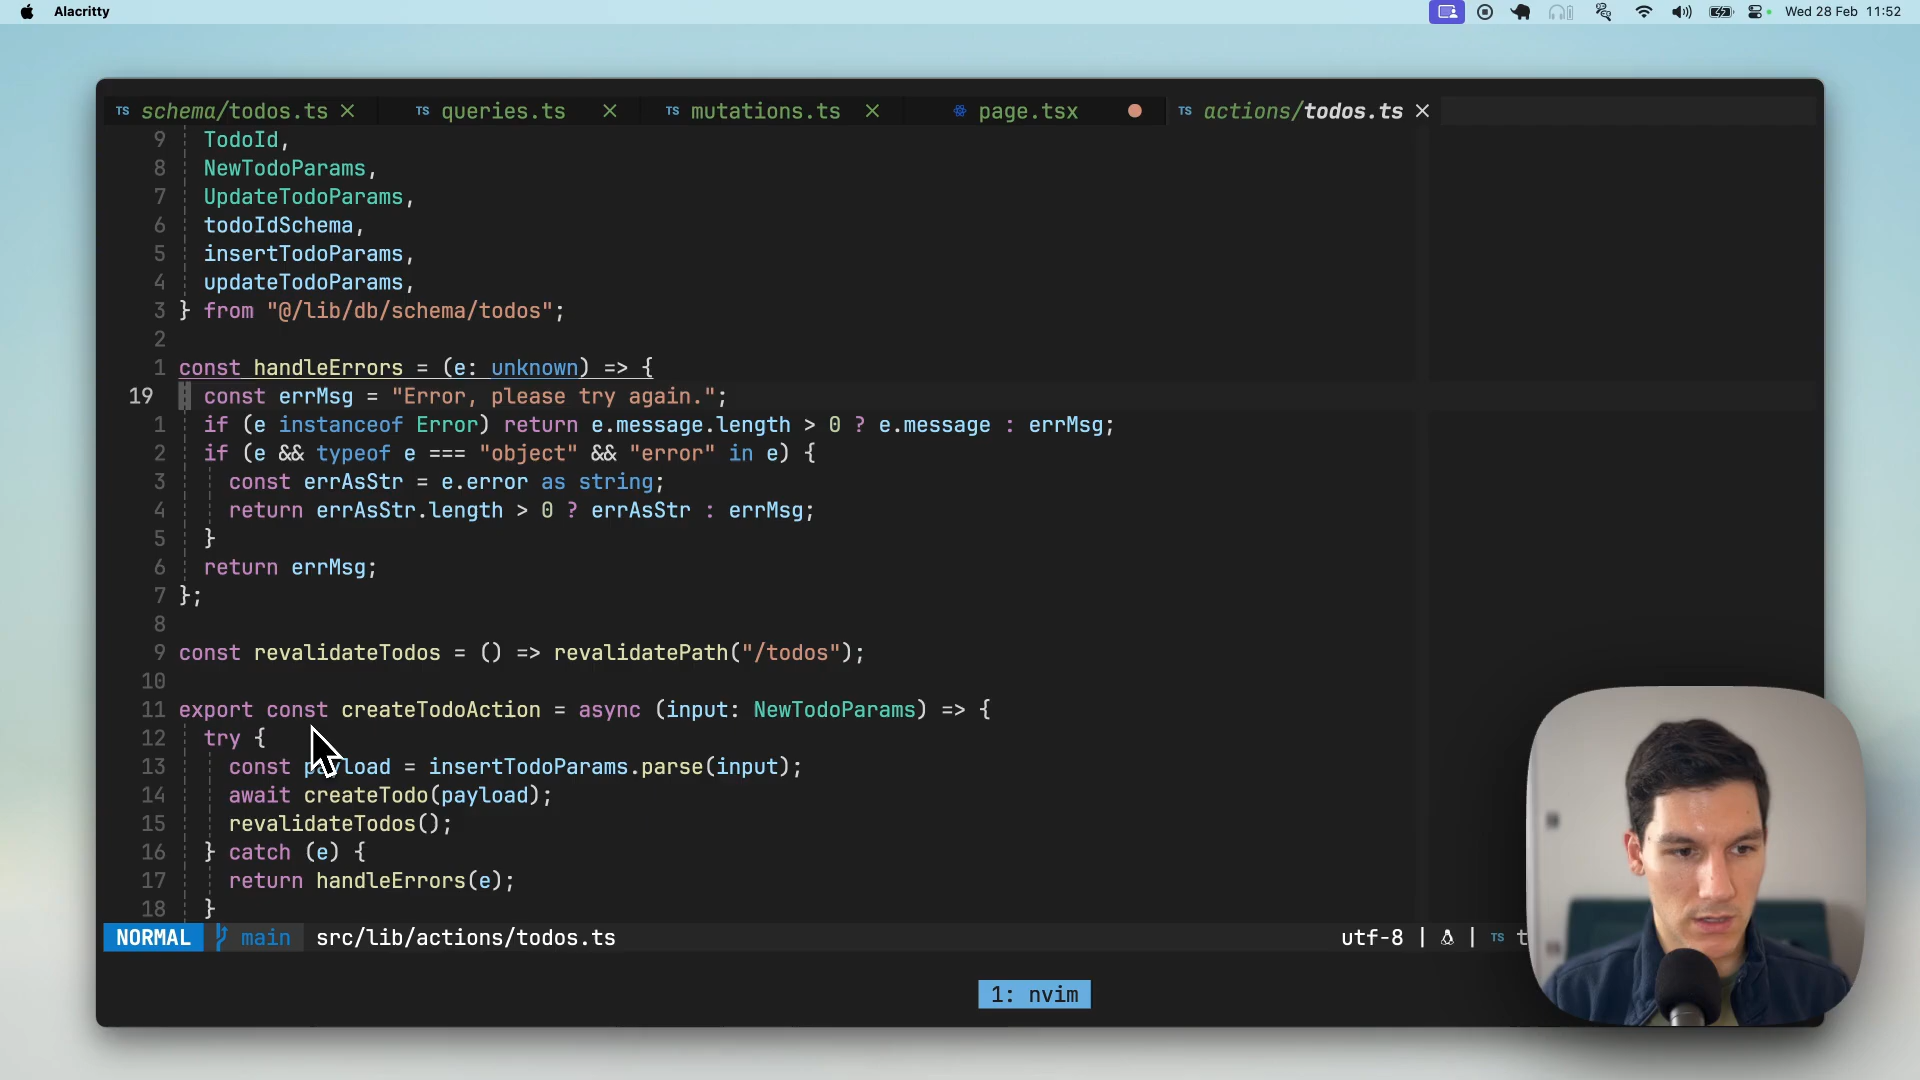 Alacritty
Wed 28 Feb 11:52
TS schema/todos.ts TS queries.ts TS mutations.ts page.tsx TS actions/todos.ts
9 TodoId,
8 NewTodoParams,
7 UpdateTodoParams,
6 todoIdSchema,
5 insertTodoParams,
4 updateTodoParams,
3 } from "@/lib/db/schema/todos";
2
1 const handleErrors = (e: unknown) => {
19 const errMsg = "Error, please try again.";
1 if (e instanceof Error) return e.message.length > 0 ? e.message : errMsg;
2 if (e && typeof e === "object" && "error" in e) {
3 const errAsStr = e.error as string;
4 return errAsStr.length > 0 ? errAsStr : errMsg;
5 }
6 return errMsg;
7 };
8
9 const revalidateTodos = () => revalidatePath("/todos");
10
11 export const createTodoAction = async (input: NewTodoParams) => {
12 try {
13 const payload = insertTodoParams.parse(input);
14 await createTodo(payload);
15 revalidateTodos();
16 } catch (e) {
17 return handleErrors(e);
18 }
NORMAL main src/lib/actions/todos.ts utf-8 | | TS t
1: nvim